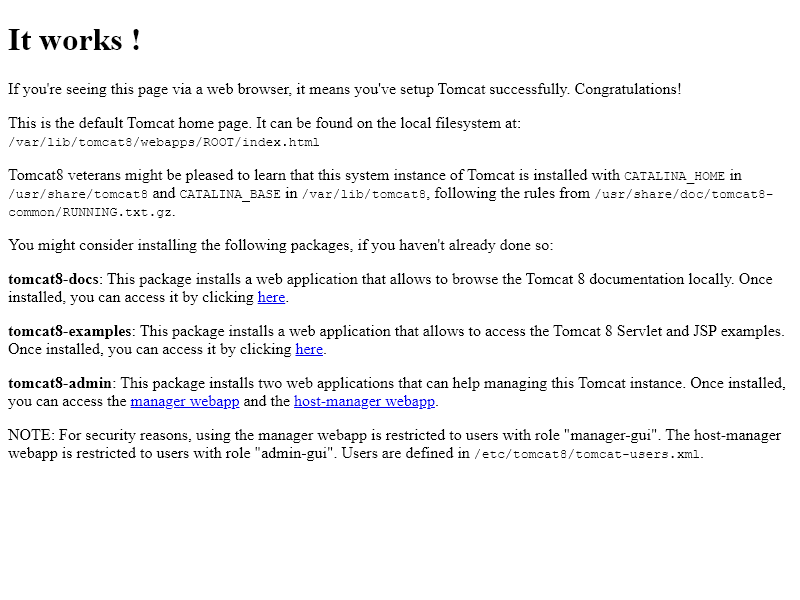 It works !
If you're seeing this page via a web browser, it means you've setup Tomcat successfully. Congratulations!
This is the default Tomcat home page. It can be found on the local filesystem at:
/var/lib/tomcat8/webapps/ROOT/index.html
Tomcat8 veterans might be pleased to learn that this system instance of Tomcat is installed with CATALINA_HOME in
/usr/share/tomcat8 and CATALINA_BASE in /var/lib/tomcat8, following the rules from /usr/share/doc/tomcat8-
common/RUNNING.txt.gz.
You might consider installing the following packages, if you haven't already done so:
tomcat8-docs: This package installs a web application that allows to browse the Tomcat 8 documentation locally. Once
installed, you can access it by clicking here.
tomcat8-examples: This package installs a web application that allows to access the Tomcat 8 Servlet and JSP examples.
Once installed, you can access it by clicking here.
tomcat8-admin: This package installs two web applications that can help managing this Tomcat instance. Once installed,
you can access the manager webapp and the host-manager webapp.
NOTE: For security reasons, using the manager webapp is restricted to users with role "manager-gui". The host-manager
webapp is restricted to users with role "admin-gui". Users are defined in /etc/tomcat8/tomcat-users.xml.